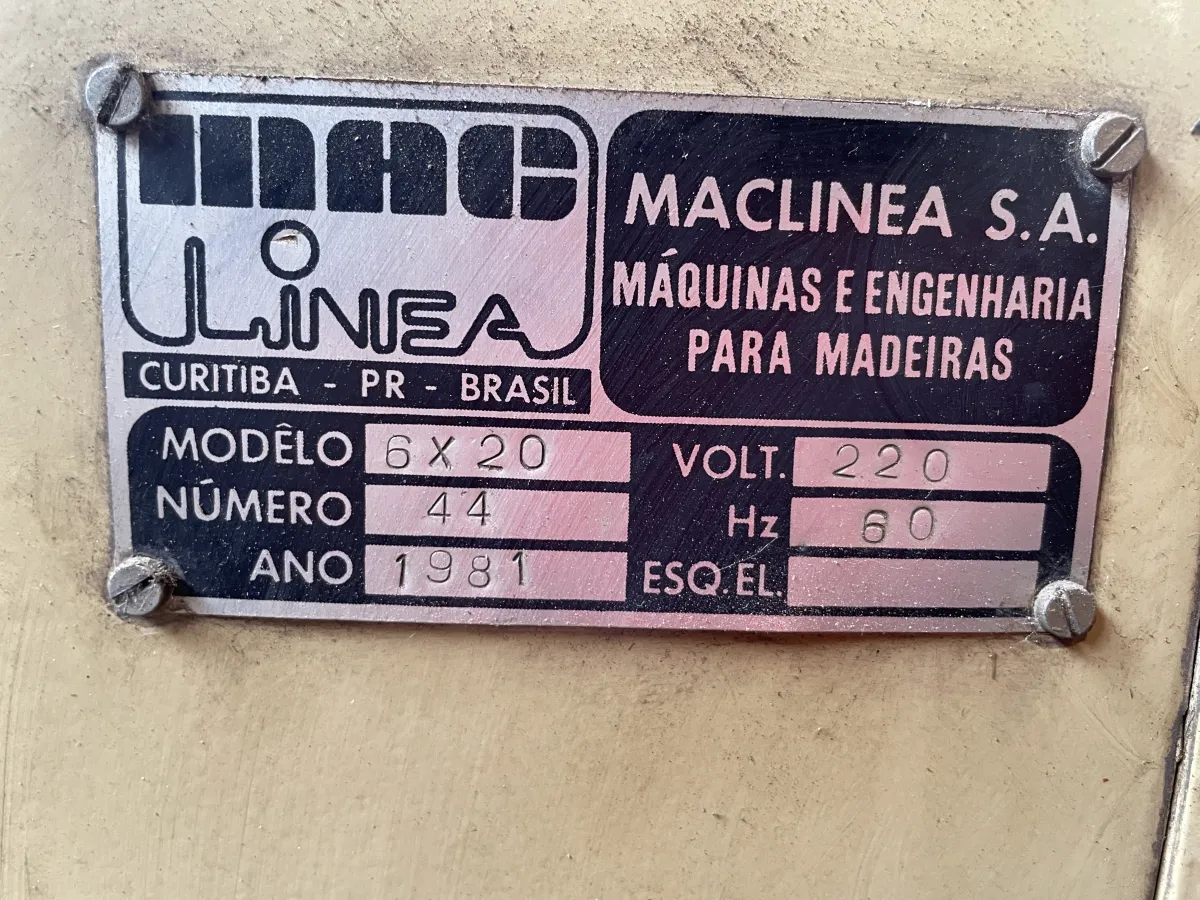 MAC
LINEA
CURITIBA - PR - BRASIL
MACLINEA S.A.
MÁQUINAS E ENGENHARIA
PARA MADEIRAS
MODÊLO 6X20
NÚMERO 44
ANO 1981
VOLT. 220
Hz 60
ESQ.EL.